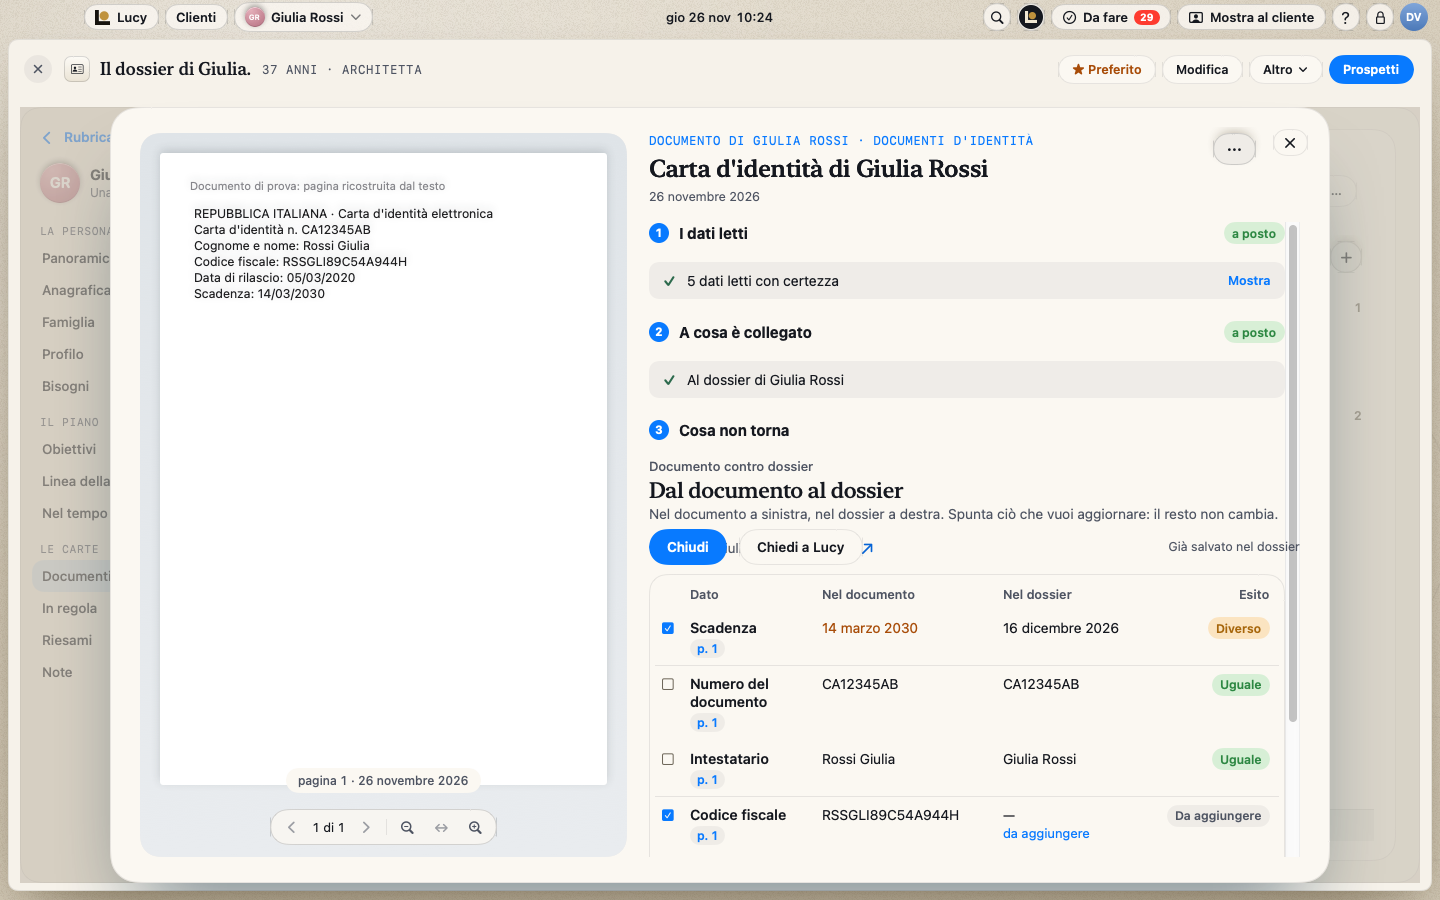 Lucy
Clienti
GR Giulia Rossi
gio 26 nov 10:24
Da fare 29
Mostra al cliente
?
DV
Il dossier di Giulia. 37 ANNI · ARCHITETTA
Preferito
Modifica
Altro
Prospetti
Rubrica
GR
Giu
Una
LA PERSONA
Panoramic
Anagrafica
Famiglia
Profilo
Bisogni
IL PIANO
Obiettivi
Linea della
Nel tempo
LE CARTE
Documenti
In regola
Riesami
Note
Documento di prova: pagina ricostruita dal testo
REPUBBLICA ITALIANA · Carta d'identità elettronica
Carta d'identità n. CA12345AB
Cognome e nome: Rossi Giulia
Codice fiscale: RSSGLI89C54A944H
Data di rilascio: 05/03/2020
Scadenza: 14/03/2030
pagina 1 · 26 novembre 2026
1 di 1
DOCUMENTO DI GIULIA ROSSI · DOCUMENTI D'IDENTITÀ
Carta d'identità di Giulia Rossi
26 novembre 2026
...
1 I dati letti a posto
5 dati letti con certezza Mostra
2 A cosa è collegato a posto
Al dossier di Giulia Rossi
3 Cosa non torna
Documento contro dossier
Dal documento al dossier
Nel documento a sinistra, nel dossier a destra. Spunta ciò che vuoi aggiornare: il resto non cambia.
Chiudi
Chiedi a Lucy
Già salvato nel dossier
Dato Nel documento Nel dossier Esito
Scadenza 14 marzo 2030 16 dicembre 2026 Diverso
p. 1
Numero del CA12345AB CA12345AB Uguale
documento
p. 1
Intestatario Rossi Giulia Giulia Rossi Uguale
p. 1
Codice fiscale RSSGLI89C54A944H — Da aggiungere
p. 1 da aggiungere
...
1
2